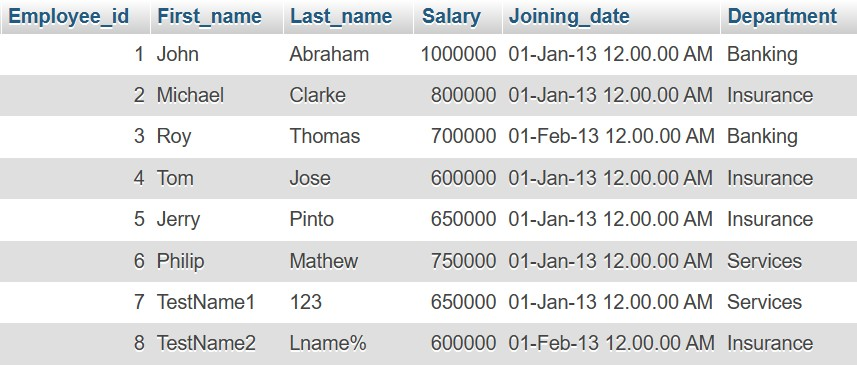 Employee_id First_name Last_name Salary Joining_date Department
1 John Abraham 1000000 01-Jan-13 12.00.00 AM Banking
2 Michael Clarke 800000 01-Jan-13 12.00.00 AM Insurance
3 Roy Thomas 700000 01-Feb-13 12.00.00 AM Banking
4 Tom Jose 600000 01-Jan-13 12.00.00 AM Insurance
5 Jerry Pinto 650000 01-Jan-13 12.00.00 AM Insurance
6 Philip Mathew 750000 01-Jan-13 12.00.00 AM Services
7 TestName1 123 650000 01-Jan-13 12.00.00 AM Services
8 TestName2 Lname% 600000 01-Feb-13 12.00.00 AM Insurance